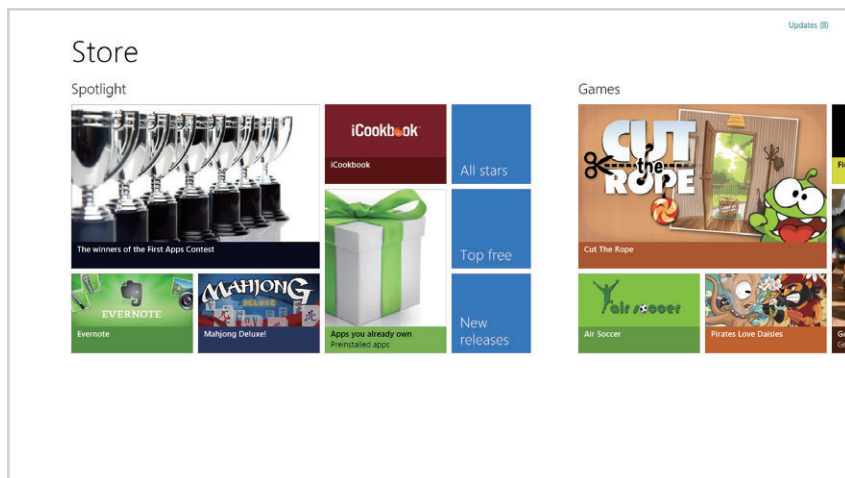 Updates (8)
Store
Spotlight
The winners of the First Apps Contest
iCookbook
iCookbook
All stars
Top free
New
releases
EVERNOTE
Evernote
MAHJONG
DELUXE
Mahjong Deluxe!
Apps you already own
Preinstalled apps
Games
CUT
the
ROPE
Cut The Rope
air soccer
Air Soccer
Pirates Love Daisies